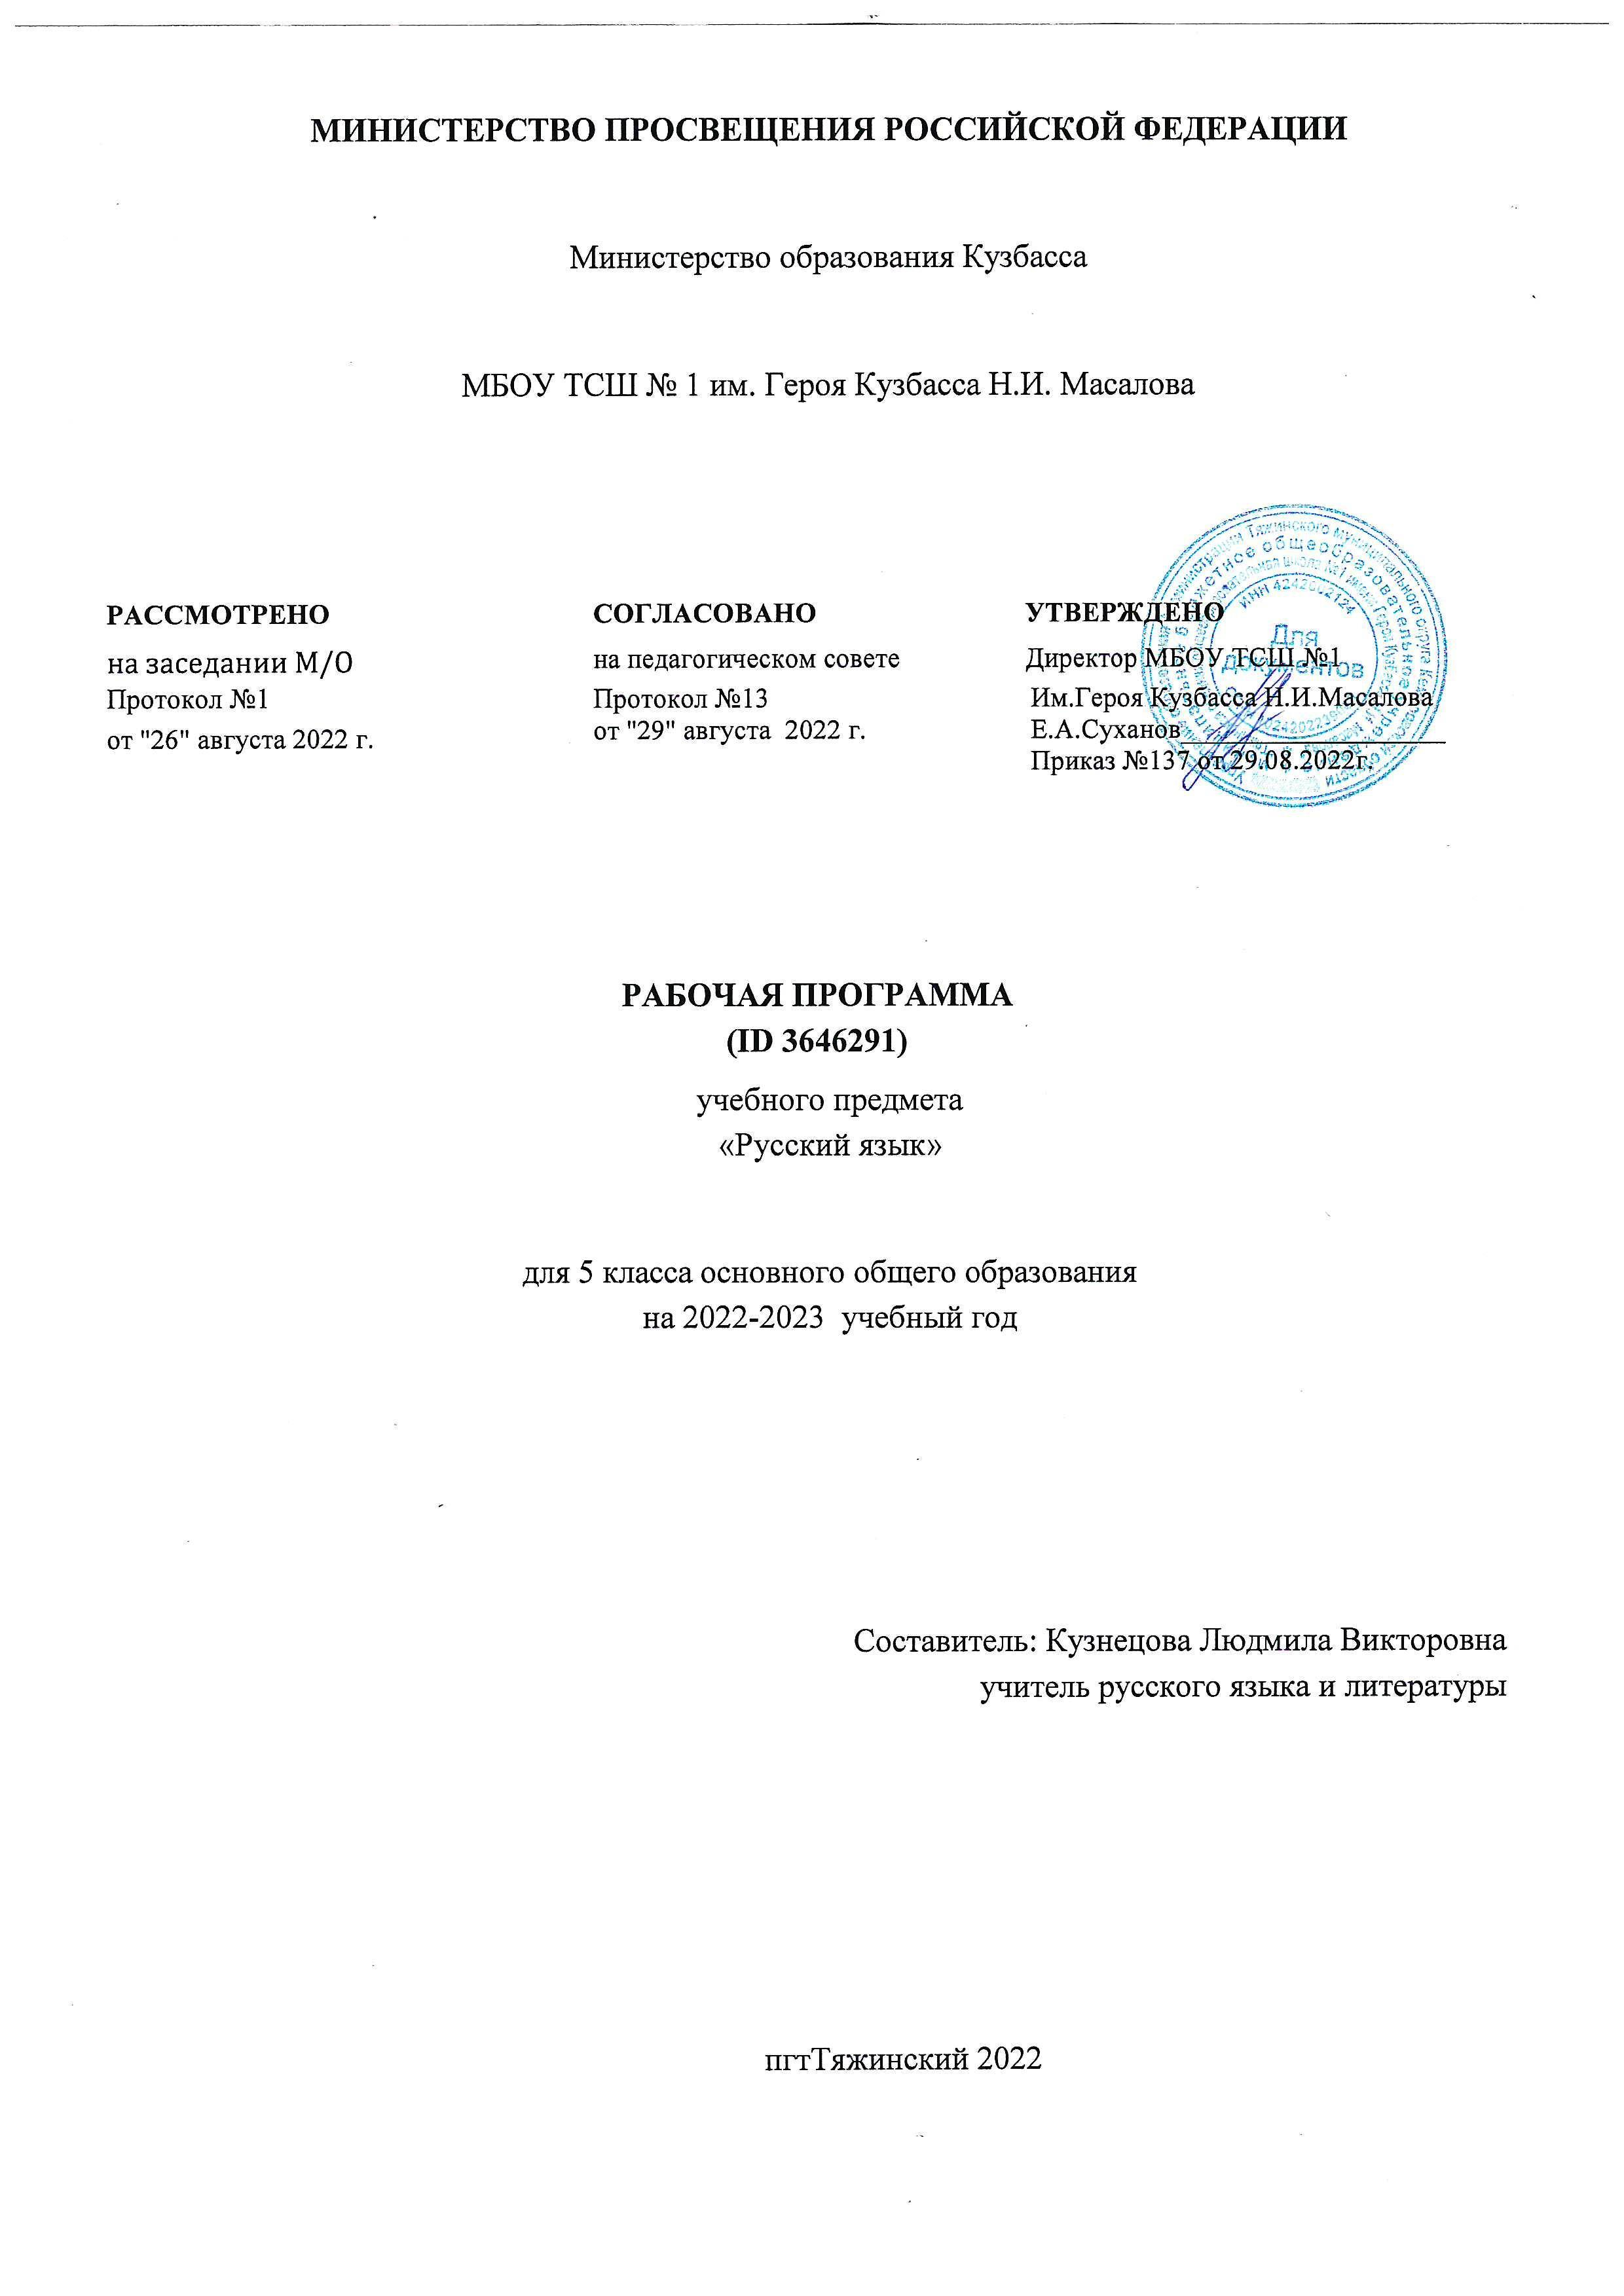 МИНИСТЕРСТВО ПРОСВЕЩЕНИЯ РОССИЙСКОЙ ФЕДЕРАЦИИ
Министерство образования Кузбасса
МБОУ ТСШ № 1 им. Героя Кузбасса Н.И. Масалова
РАССМОТРЕНО
на заседании М/О
Протокол №1
от "26" августа 2022 г.
СОГЛАСОВАНО
на педагогическом совете
Протокол №13
от "29" августа 2022 г.
УТВЕРЖДЕНО
Директор МБОУ ТСШ №1
Им.Героя Кузбасса Н.И.Масалова
Е.А.Суханов
Приказ №137 от 29.08.2022г.
Для
документов
РАБОЧАЯ ПРОГРАММА
(ID 3646291)
учебного предмета
«Русский язык»
для 5 класса основного общего образования
на 2022-2023 учебный год
Составитель: Кузнецова Людмила Викторовна
учитель русского языка и литературы
пгтТяжинский 2022